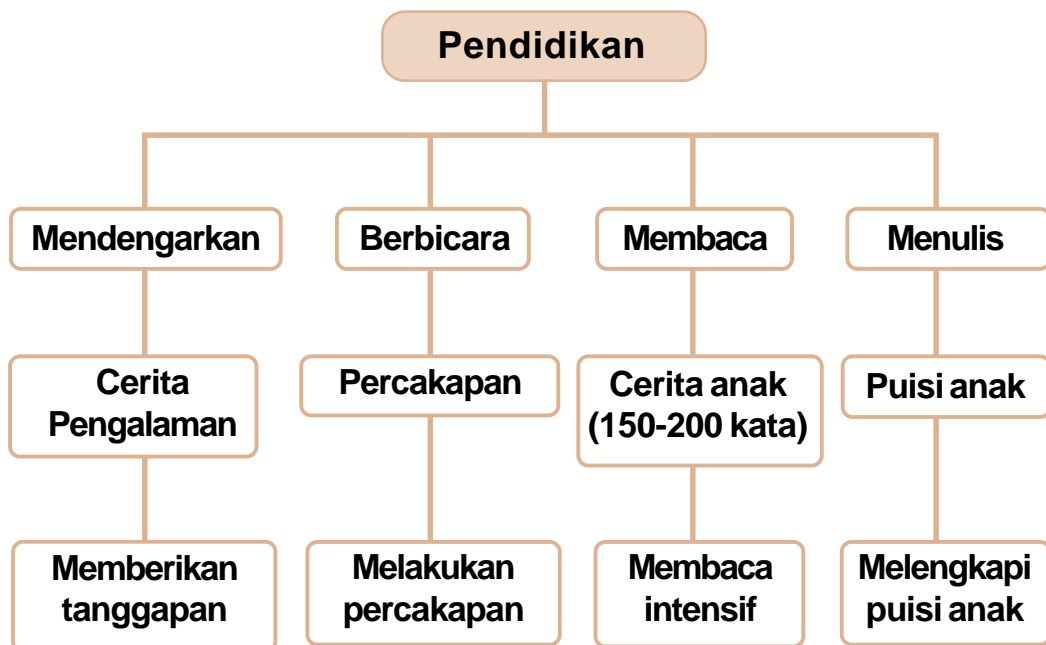 Pendidikan
Mendengarkan
Berbicara
Membaca
Menulis
Cerita
Pengalaman
Percakapan
Cerita anak
(150-200 kata)
Puisi anak
Memberikan
tanggapan
Melakukan
percakapan
Membaca
intensif
Melengkapi
puisi anak